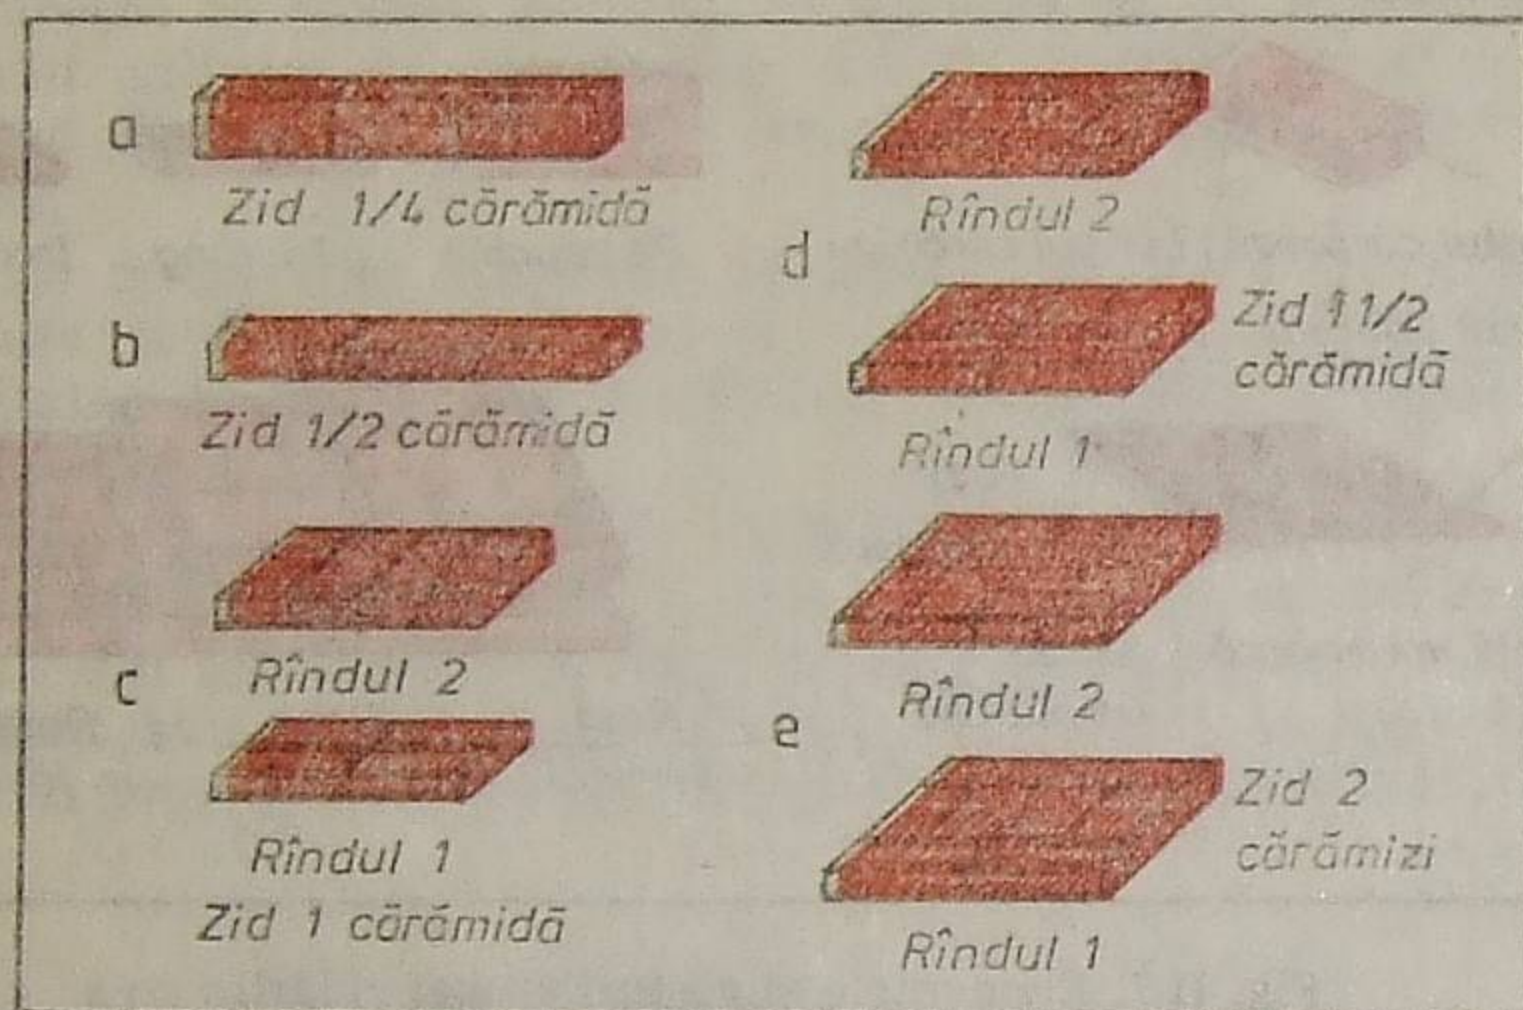 a
Zid 1/4 cărămidă
b
Zid 1/2 cărămidă
c
Rîndul 2
Rîndul 1
Zid 1 cărămidă
d
Rîndul 2
Zid 1 1/2
cărămidă
Rîndul 1
e
Rîndul 2
Zid 2
cărămizi
Rîndul 1